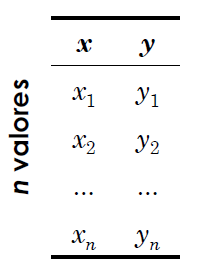 n valores
x y
x₁ y₁
x₂ y₂
... ...
xₙ yₙ